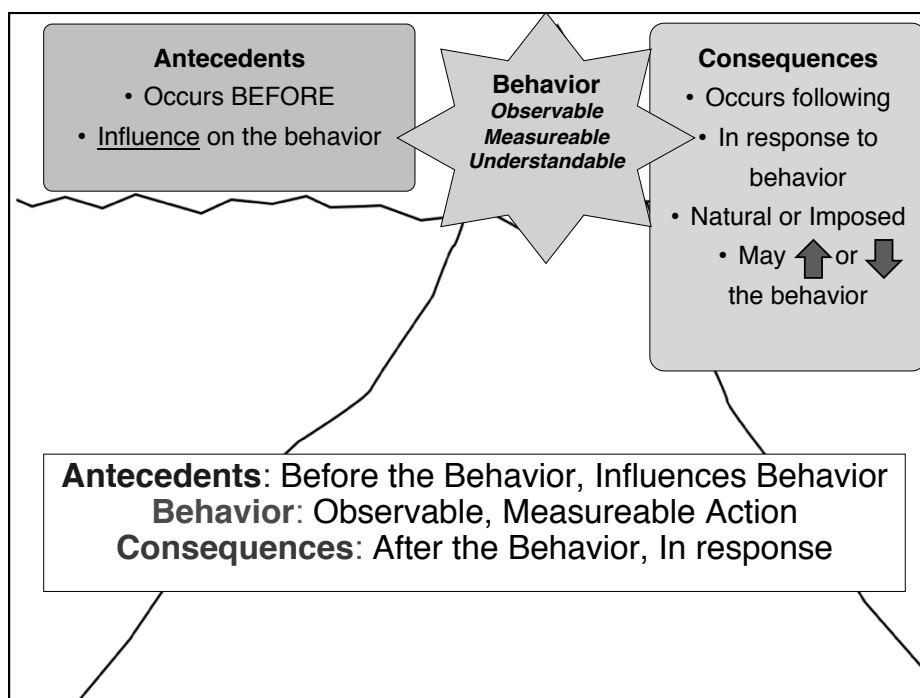 Antecedents
• Occurs BEFORE
• Influence on the behavior
Behavior
Observable
Measureable
Understandable
Consequences
• Occurs following
• In response to
behavior
• Natural or Imposed
• May or
the behavior
Antecedents: Before the Behavior, Influences Behavior
Behavior: Observable, Measureable Action
Consequences: After the Behavior, In response